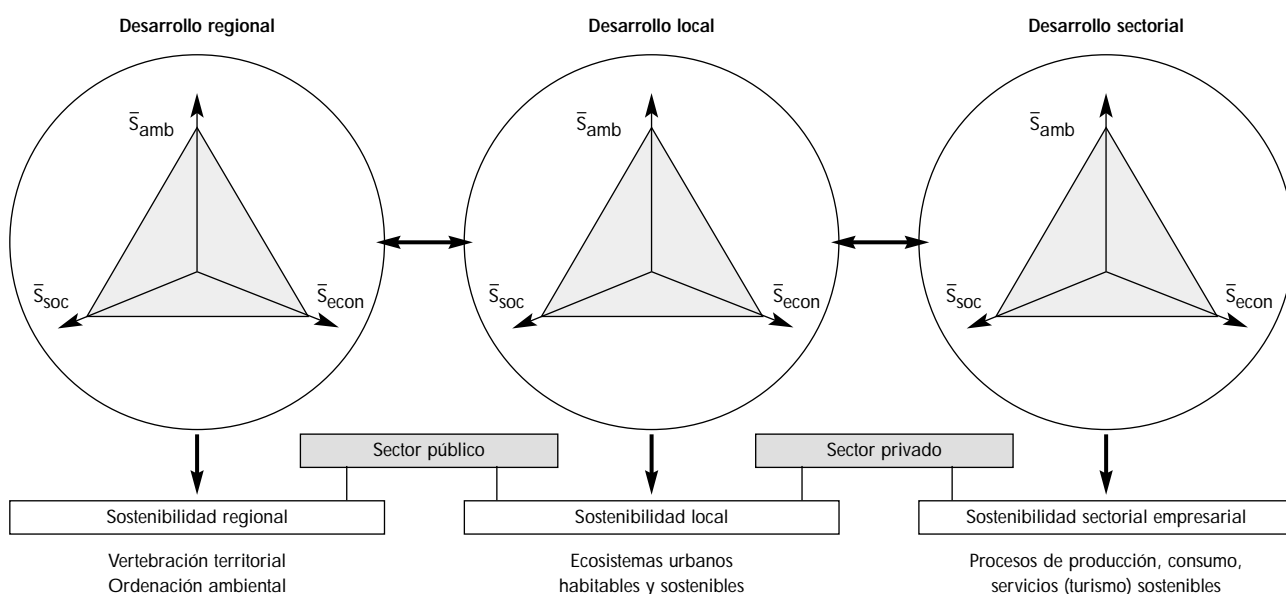 Desarrollo regional
Desarrollo local
Desarrollo sectorial
S̅amb
S̅soc
S̅econ
S̅amb
S̅soc
S̅econ
S̅amb
S̅soc
S̅econ
Sector público
Sector privado
Sostenibilidad regional
Sostenibilidad local
Sostenibilidad sectorial empresarial
Vertebración territorial
Ordenación ambiental
Ecosistemas urbanos
habitables y sostenibles
Procesos de producción, consumo,
servicios (turismo) sostenibles